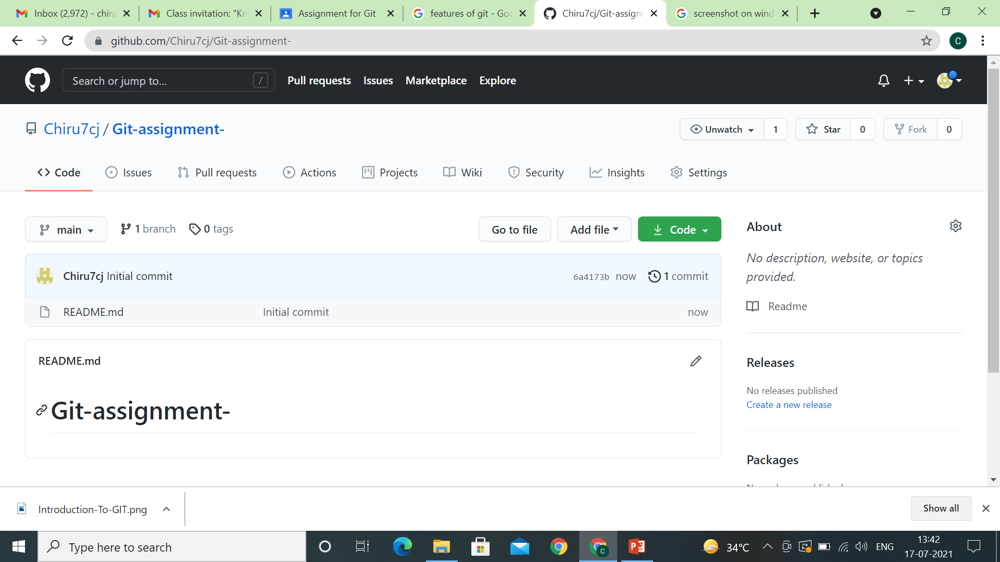 Inbox (2,972) - chira
Class invitation: "Kn
Assignment for Git
features of git - Goo
Chiru7cj/Git-assignm
screenshot on wind
github.com/Chiru7cj/Git-assignment-
C
Search or jump to...
/
Pull requests
Issues
Marketplace
Explore
Chiru7cj / Git-assignment-
Unwatch 1
Star 0
Fork 0
Code
Issues
Pull requests
Actions
Projects
Wiki
Security
Insights
Settings
main
1 branch
0 tags
Go to file
Add file
Code
Chiru7cj Initial commit
6a4173b now
1 commit
README.md
Initial commit
now
README.md
Git-assignment-
About
No description, website, or topics
provided.
Readme
Releases
No releases published
Create a new release
Packages
Introduction-To-GIT.png
Show all
Type here to search
C
34°C
ENG
13:42
17-07-2021